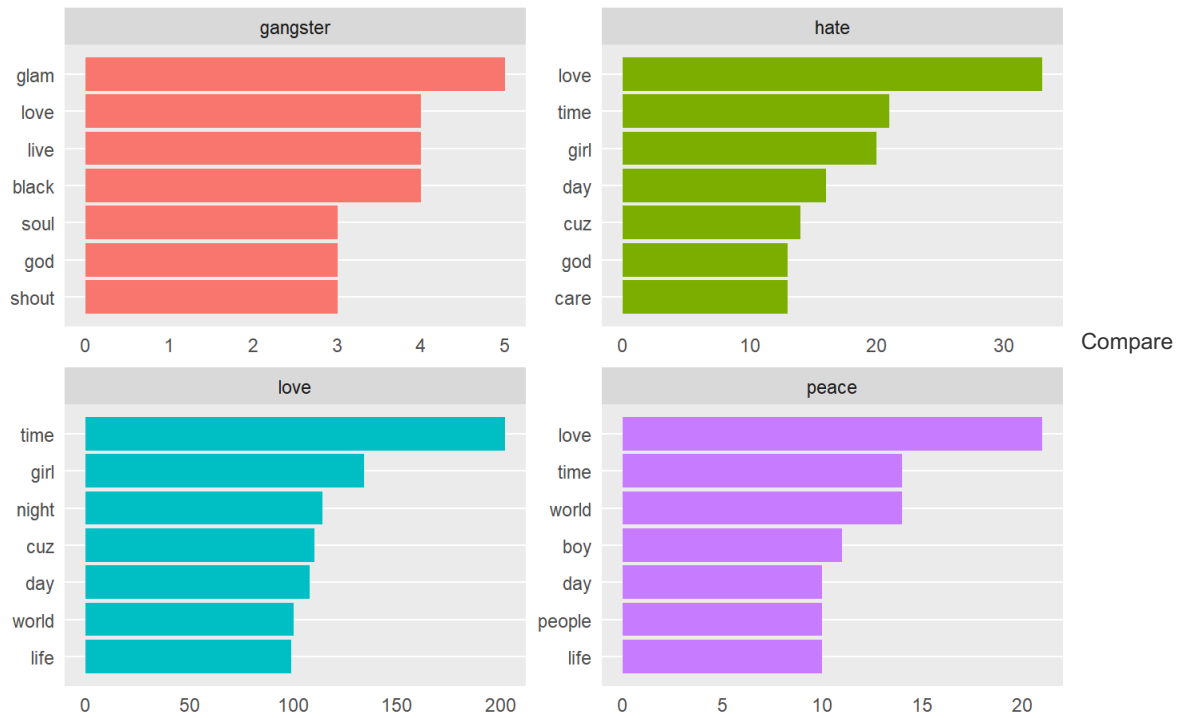 gangster
glam
love
live
black
soul
god
shout
0 1 2 3 4 5
hate
love
time
girl
day
cuz
god
care
0 10 20 30
Compare
love
time
girl
night
cuz
day
world
life
0 50 100 150 200
peace
love
time
world
boy
day
people
life
0 5 10 15 20